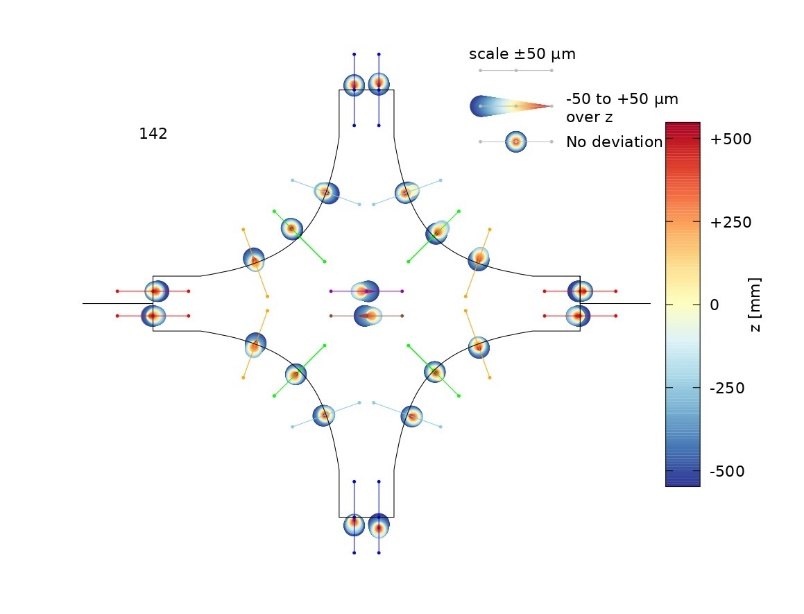 scale ±50 µm
-50 to +50 µm
over z
No deviation
142
+500
+250
0
-250
-500
z [mm]